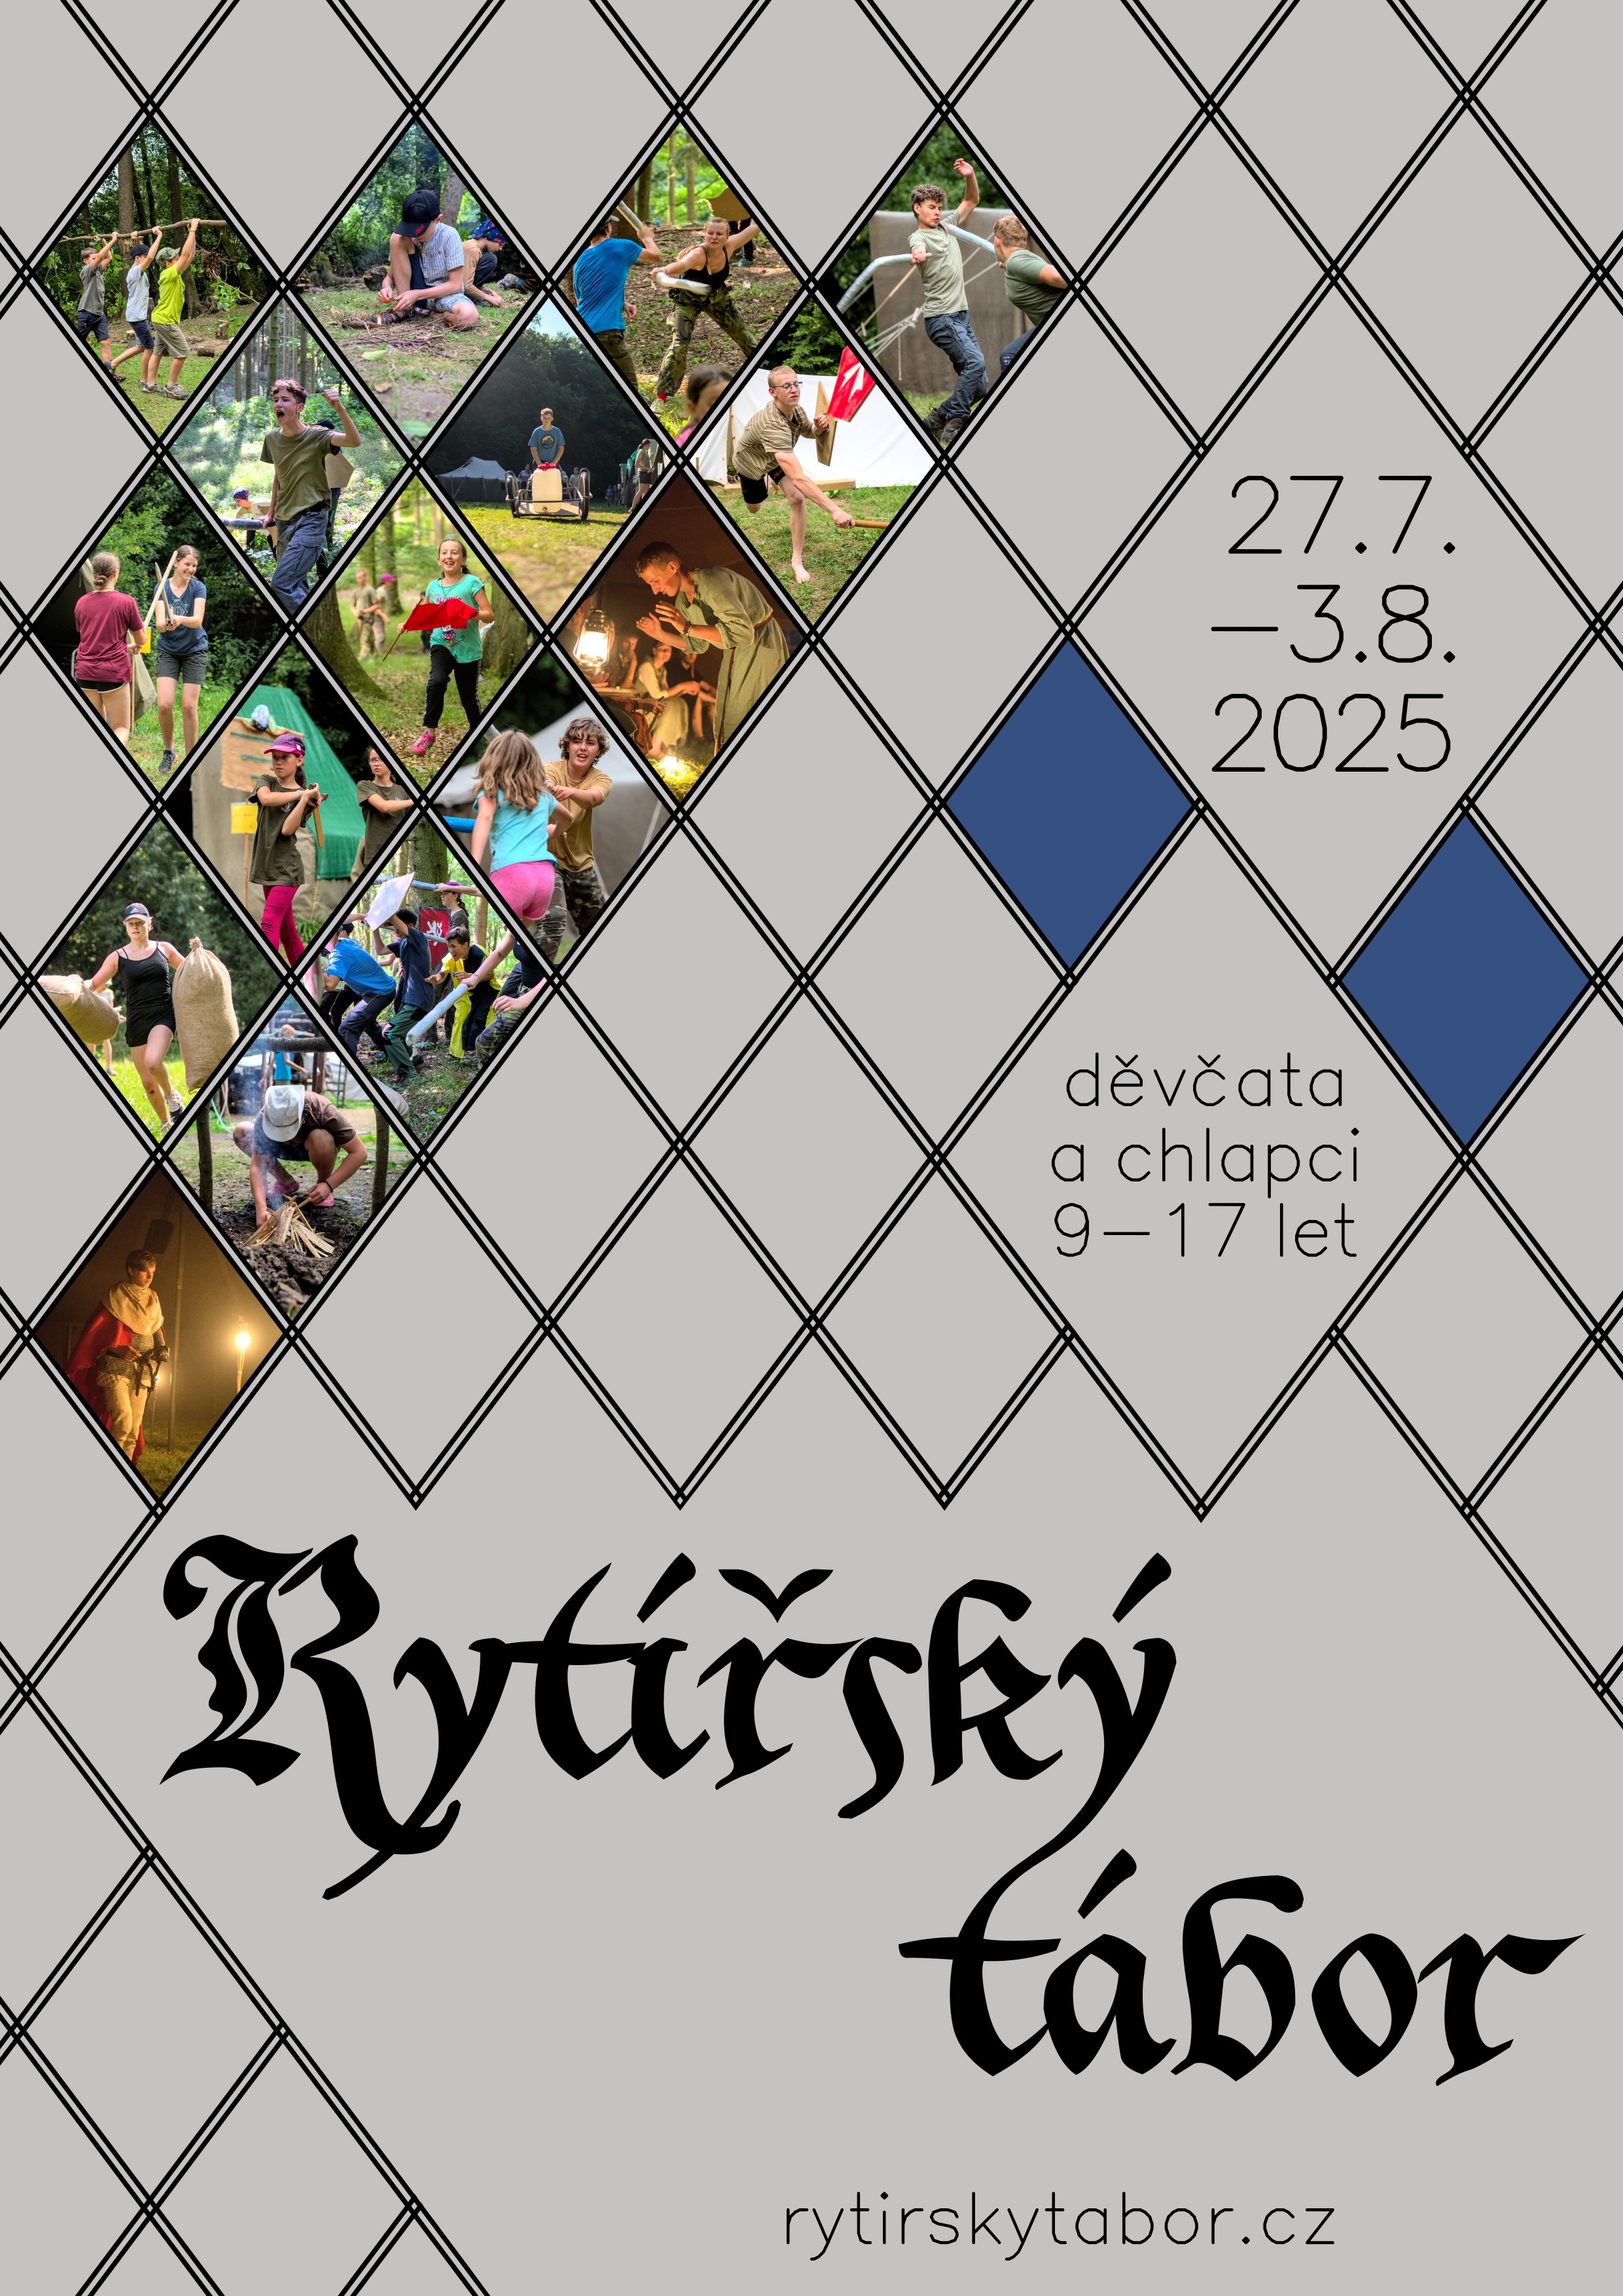 27.7.
–3.8.
2025
děvčata
a chlapci
9–17 let
Rytířský
tábor
rytirskytabor.cz